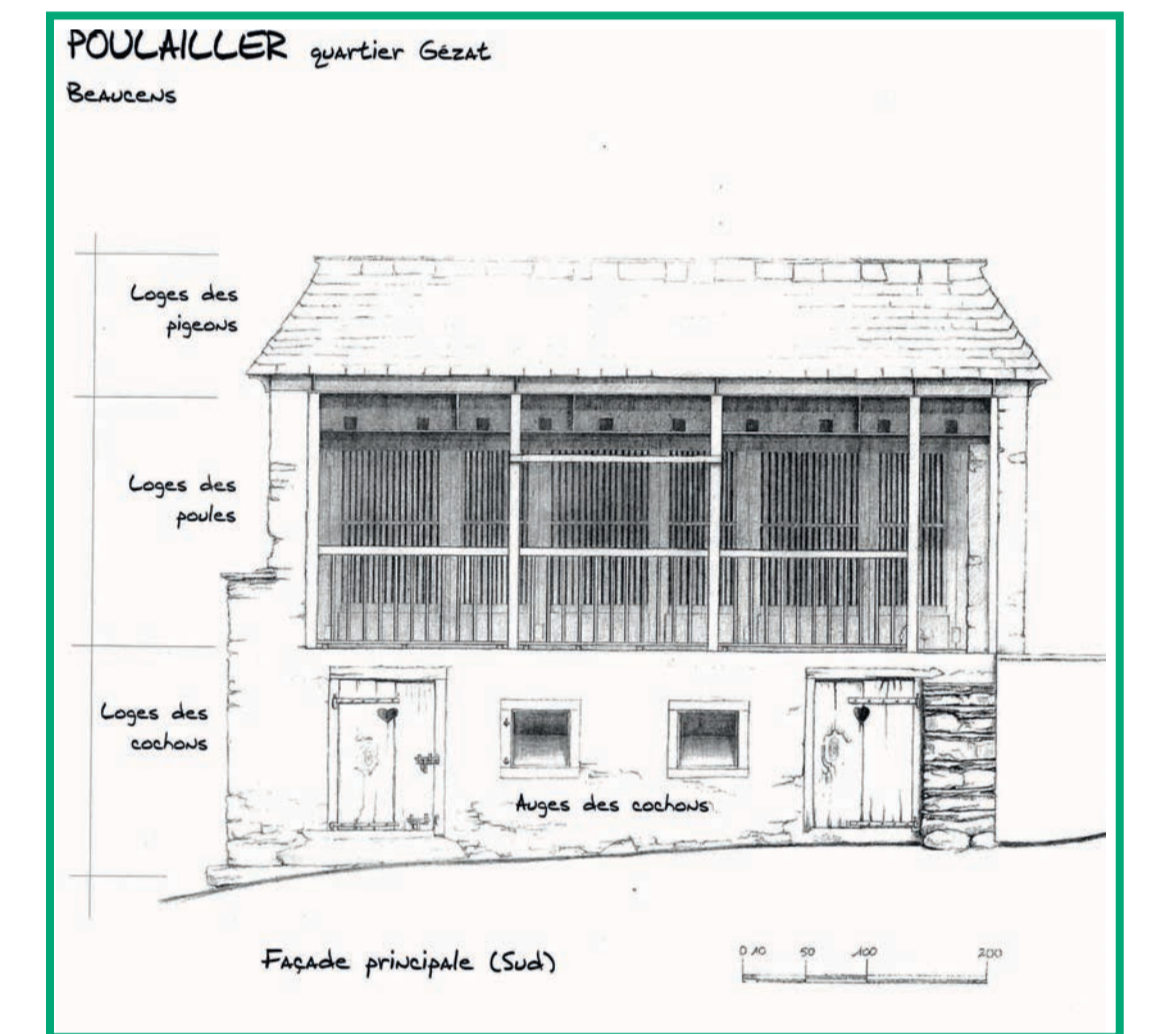 POULAILLER quartier Gézat
Beaucens
Loges des
pigeons
Loges des
poules
Loges des
cochons
Auges des cochons
Façade principale (Sud)
0 10 50 100 200